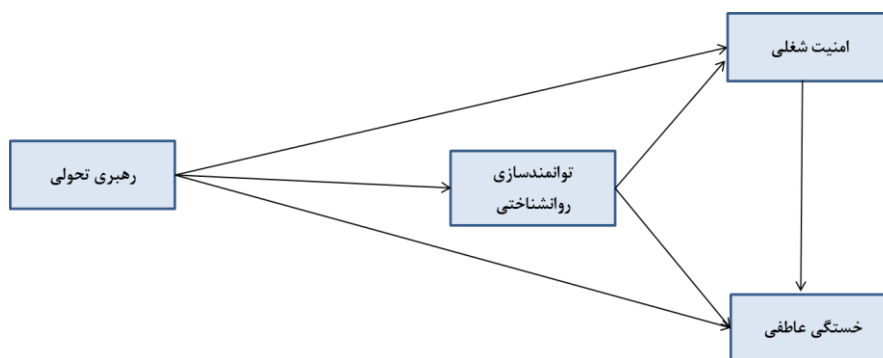 امنیت شغلی
رهبری تحولی
توانمندسازی
روانشناختی
خستگی عاطفی